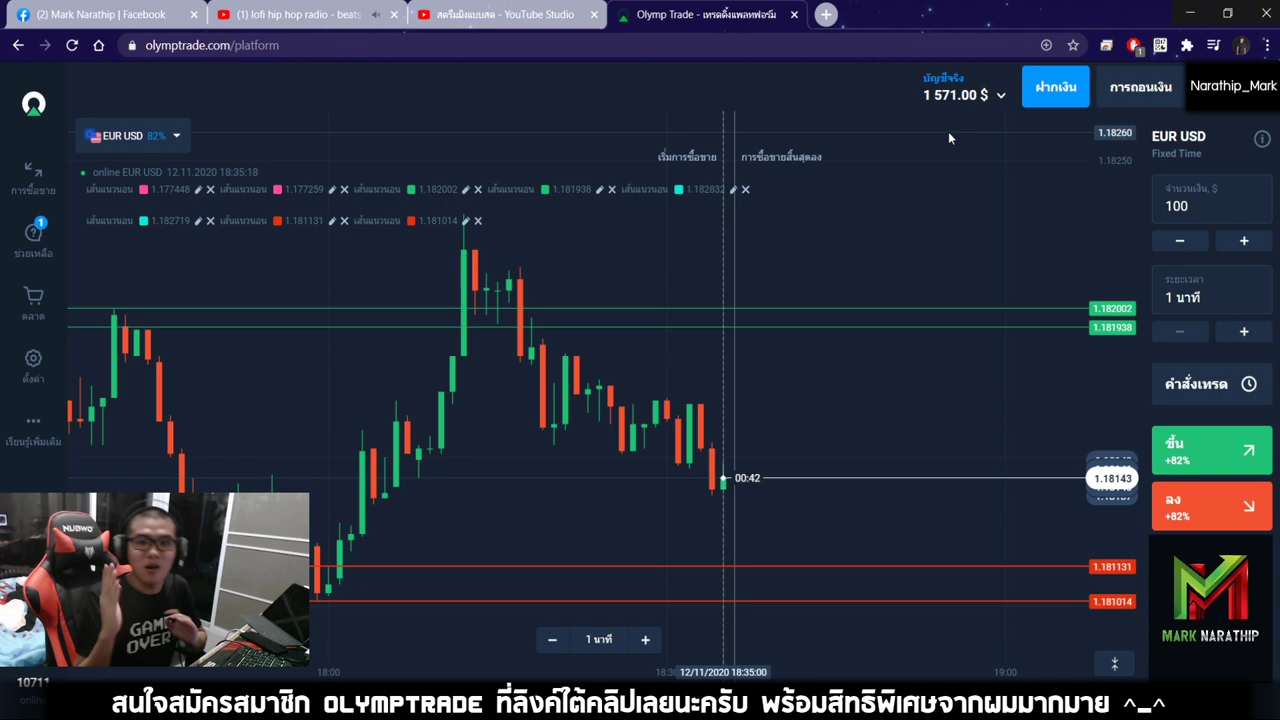 (2) Mark Narathip | Facebook
(1) lofi hip hop radio - beats
สตรีมมิงแบบสด - YouTube Studio
Olymp Trade - เทรดดิ้งแพลทฟอร์ม
olymptrade.com/platform
1
บัญชีจริง
1 571.00 $
ฝากเงิน
การถอนเงิน
Narathip_Mark
EUR USD 82%
1.18260
1.18250
EUR USD
Fixed Time
เริ่มการซื้อขาย
การซื้อขายสิ้นสุดลง
online EUR USD 12.11.2020 18:35:18
เส้นแนวนอน 1.177448 เส้นแนวนอน 1.177259 เส้นแนวนอน 1.182002 เส้นแนวนอน 1.181938 เส้นแนวนอน 1.182832
เส้นแนวนอน 1.182719 เส้นแนวนอน 1.181131 เส้นแนวนอน 1.181014
การซื้อขาย
1
ช่วยเหลือ
ตลาด
ตั้งค่า
เรียนรู้เพิ่มเติม
จำนวนเงิน, $
100
ระยะเวลา
1 นาที
คำสั่งเทรด
ขึ้น
+82%
ลง
+82%
1.182002
1.181938
00:42
1.18143
1.181131
1.181014
NUBWO
GAME
OVER
MARK NARATHIP
1 นาที
18:00
12/11/2020 18:35:00
19:00
10711
online
สนใจสมัครสมาชิก OLYMPTRADE ที่ลิงค์ใต้คลิปเลยนะครับ พร้อมสิทธิพิเศษจากผมมากมาย ^_^